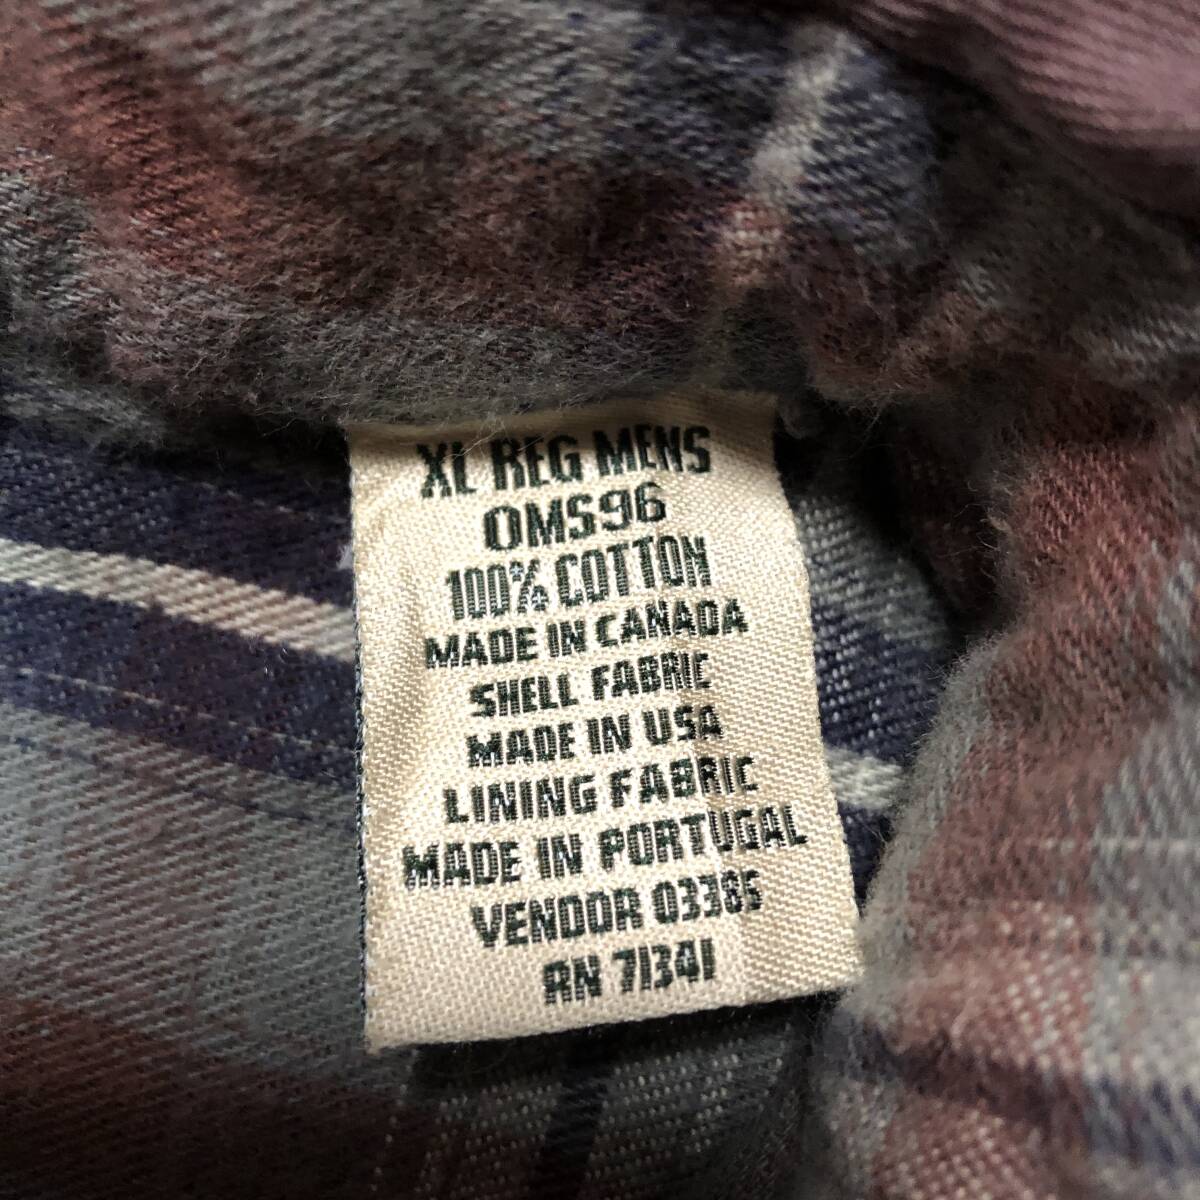 XL REG MENS
OMS96
100% COTTON
MADE IN CANADA
SHELL FABRIC
MADE IN USA
LINING FABRIC
MADE IN PORTUGAL
VENDOR 03385
RN 71341